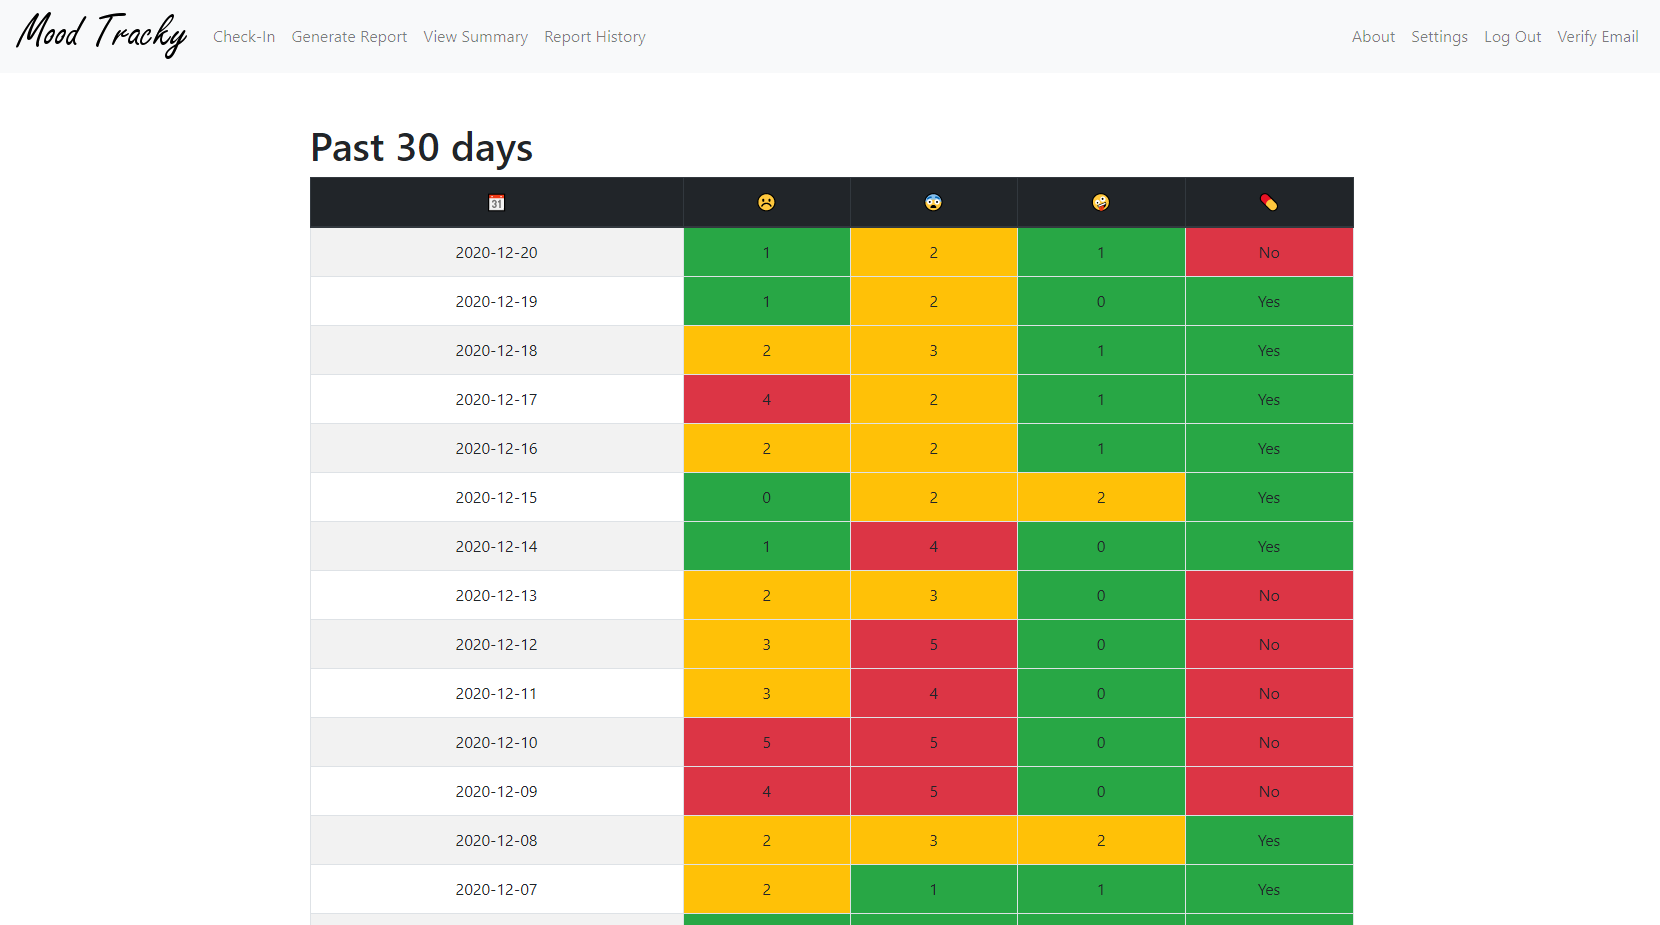 Mood Tracky Check-In Generate Report View Summary Report History About Settings Log Out Verify Email
Past 30 days
31
2020-12-20 1 2 1 No
2020-12-19 1 2 0 Yes
2020-12-18 2 3 1 Yes
2020-12-17 4 2 1 Yes
2020-12-16 2 2 1 Yes
2020-12-15 0 2 2 Yes
2020-12-14 1 4 0 Yes
2020-12-13 2 3 0 No
2020-12-12 3 5 0 No
2020-12-11 3 4 0 No
2020-12-10 5 5 0 No
2020-12-09 4 5 0 No
2020-12-08 2 3 2 Yes
2020-12-07 2 1 1 Yes